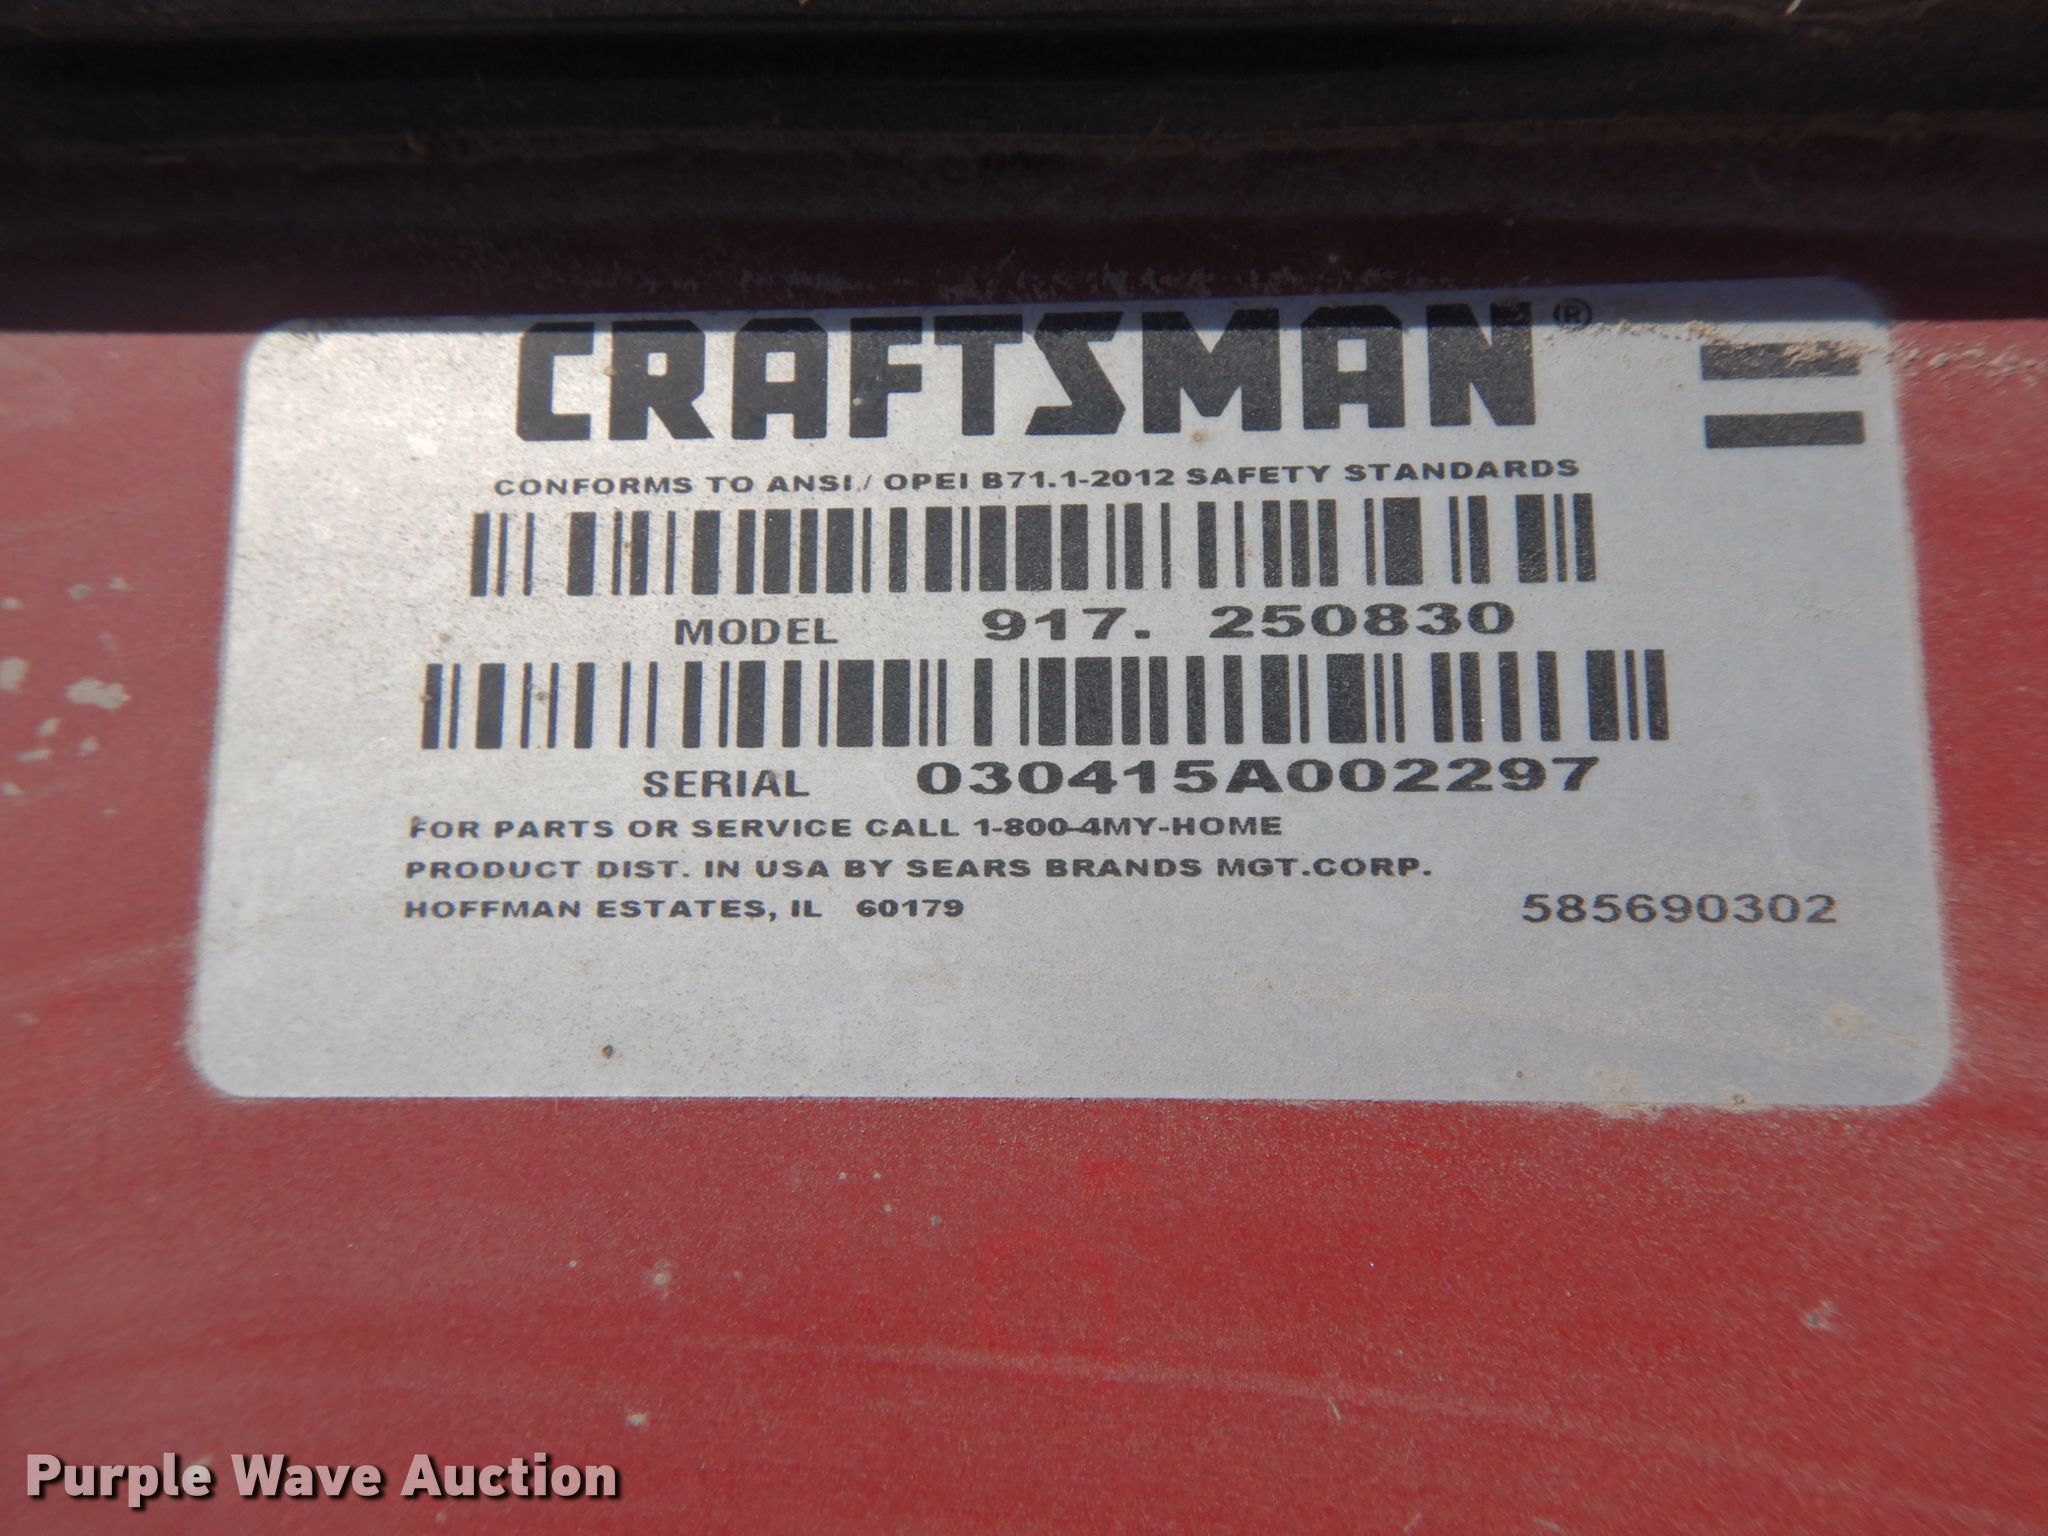 CRAFTSMAN®
CONFORMS TO ANSI / OPEI B71.1-2012 SAFETY STANDARDS
MODEL 917. 250830
SERIAL 030415A002297
FOR PARTS OR SERVICE CALL 1-800-4MY-HOME
PRODUCT DIST. IN USA BY SEARS BRANDS MGT.CORP.
HOFFMAN ESTATES, IL 60179
585690302
Purple Wave Auction